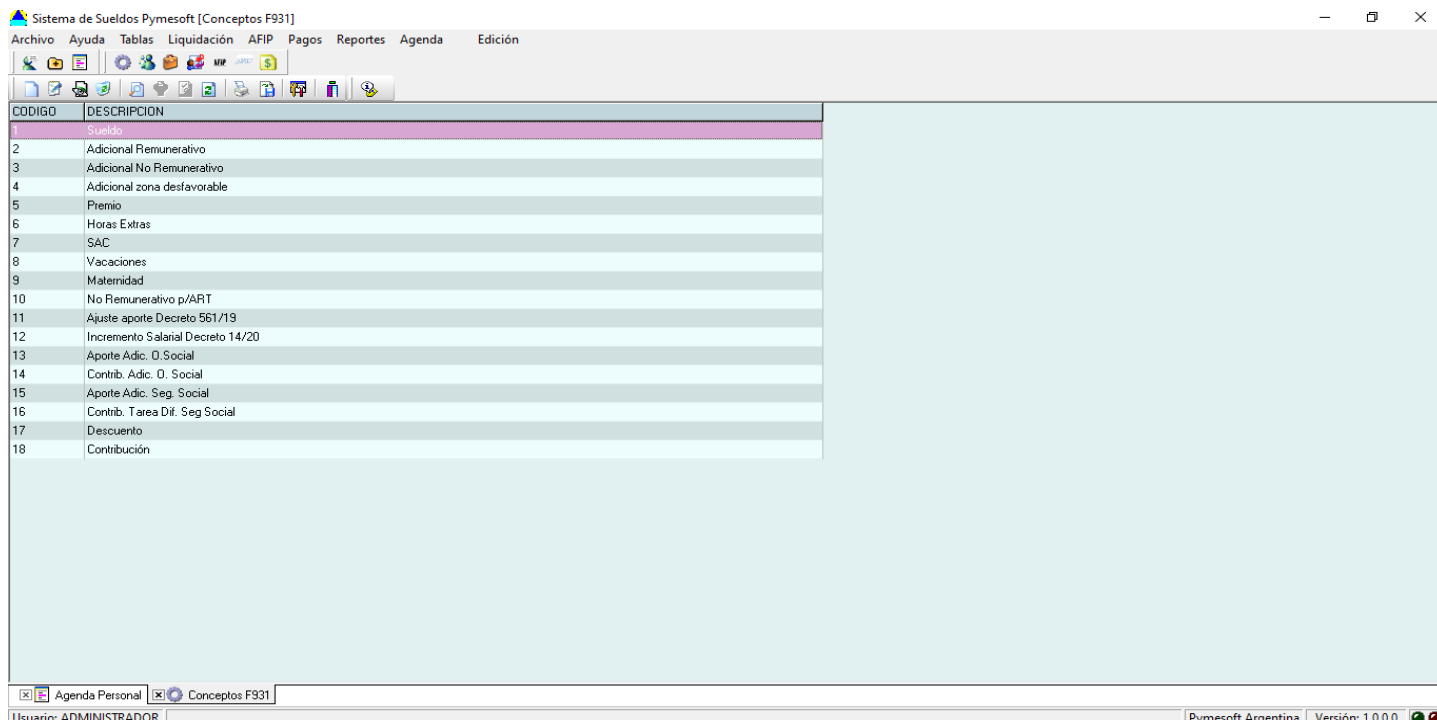 Sistema de Sueldos Pymesoft [Conceptos F931]
Archivo Ayuda Tablas Liquidación AFIP Pagos Reportes Agenda Edición
CODIGO DESCRIPCION
1 Sueldo
2 Adicional Remunerativo
3 Adicional No Remunerativo
4 Adicional zona desfavorable
5 Premio
6 Horas Extras
7 SAC
8 Vacaciones
9 Maternidad
10 No Remunerativo p/ART
11 Ajuste aporte Decreto 561/19
12 Incremento Salarial Decreto 14/20
13 Aporte Adic. O.Social
14 Contrib. Adic. O. Social
15 Aporte Adic. Seg. Social
16 Contrib. Tarea Dif. Seg Social
17 Descuento
18 Contribución
Agenda Personal Conceptos F931
Usuario: ADMINISTRADOR Pymesoft Argentina Versión: 1.0.0.0